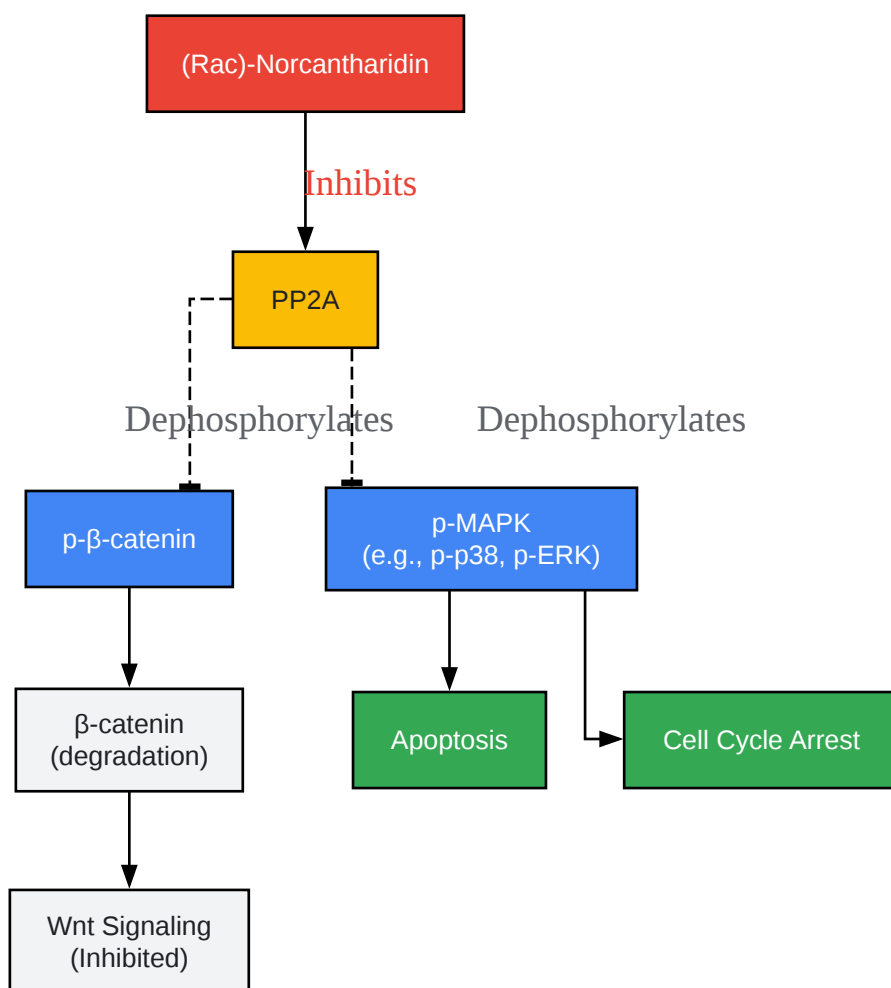 (Rac)-Norcantharidin
Inhibits
PP2A
Dephosphorylates
Dephosphorylates
p-β-catenin
p-MAPK
(e.g., p-p38, p-ERK)
β-catenin
(degradation)
Apoptosis
Cell Cycle Arrest
Wnt Signaling
(Inhibited)